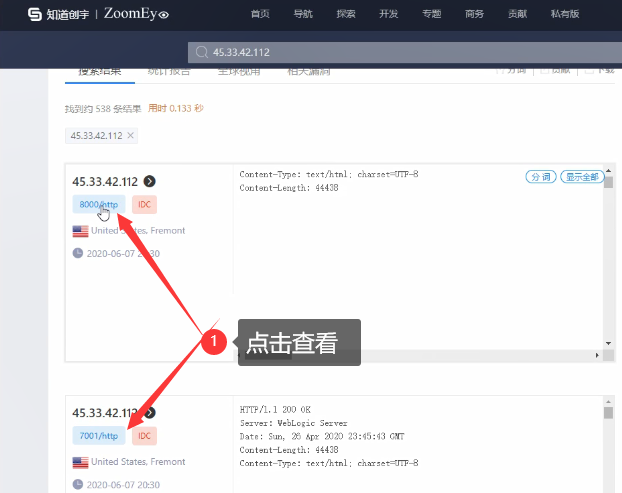 知道创宇 | ZoomEye
首页 导航 探索 开发 专题 商务 贡献 私有版
45.33.42.112
搜索结果 统计报告 全球视角 相关漏洞 分词 贡献 下载
找到约 538 条结果 用时 0.133 秒
45.33.42.112 ×
45.33.42.112
8000/http IDC
United States, Fremont
2020-06-07 20:30
Content-Type: text/html; charset=UTF-8
Content-Length: 44438
分词 显示全部
1 点击查看
45.33.42.112
7001/http IDC
United States, Fremont
2020-06-07 20:30
HTTP/1.1 200 OK
Server: WebLogic Server
Date: Sun, 26 Apr 2020 23:45:43 GMT
Content-Length: 44438
Content-Type: text/html; charset=UTF-8